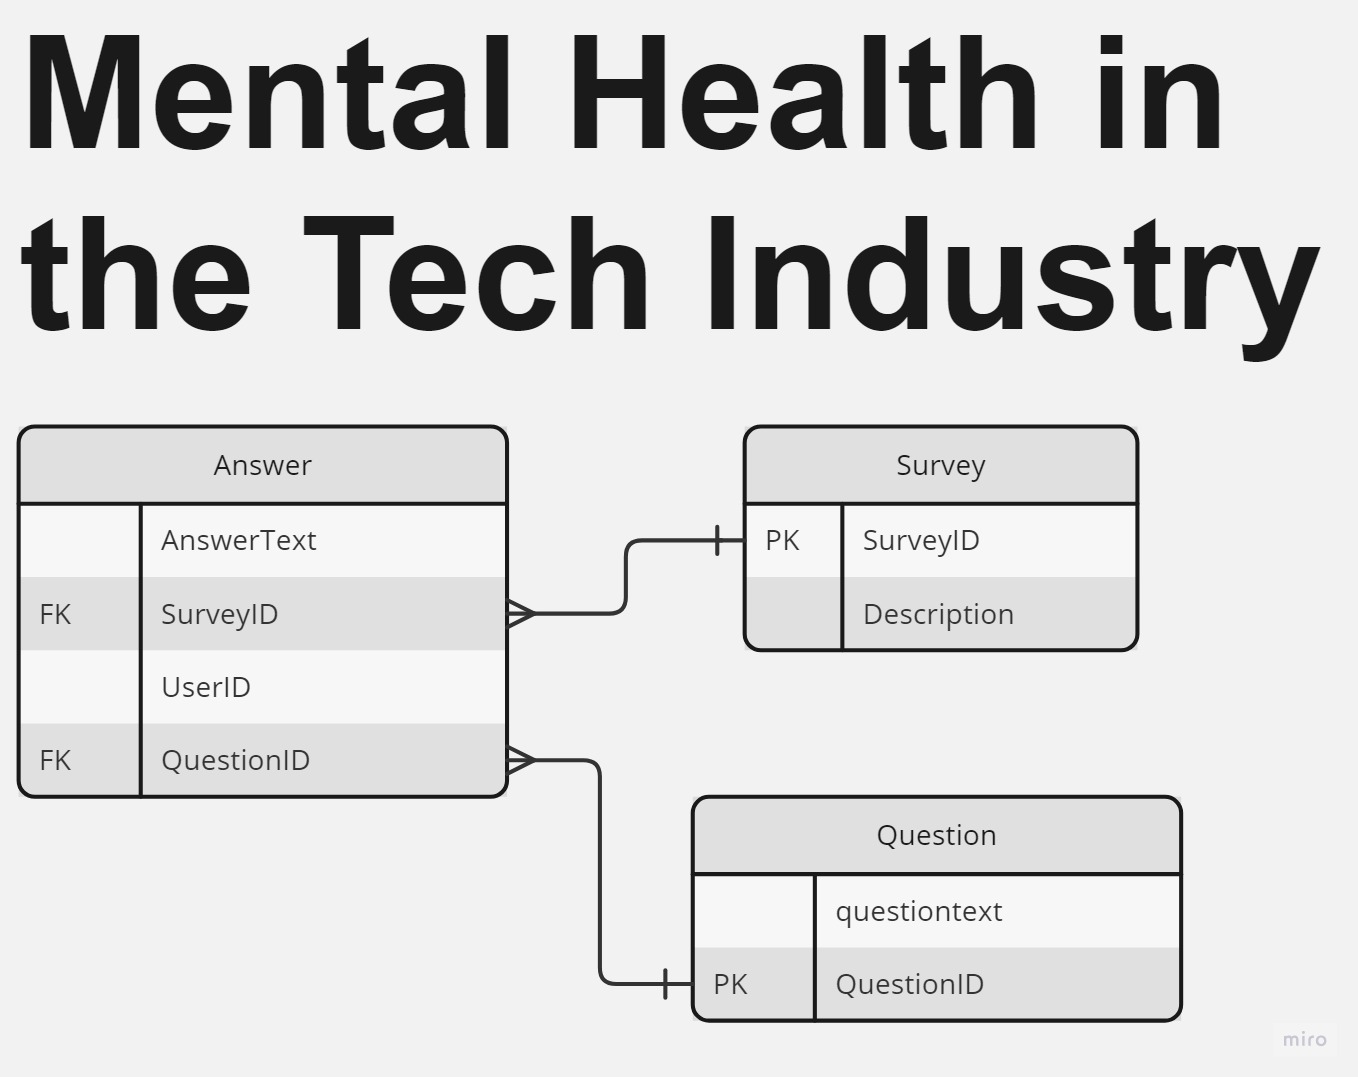 Mental Health in
the Tech Industry
Answer
AnswerText
FK SurveyID
UserID
FK QuestionID
Survey
PK SurveyID
Description
Question
questiontext
PK QuestionID
miro